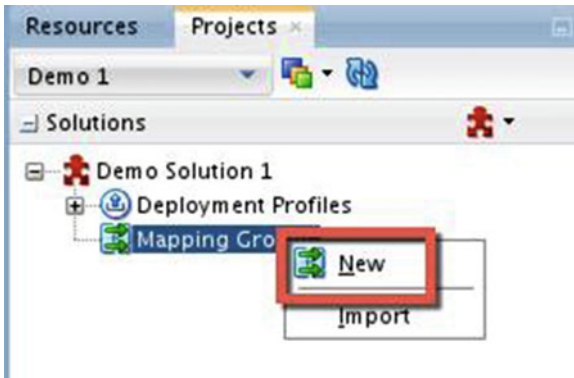 Resources Projects
Demo 1
Solutions
Demo Solution 1
Deployment Profiles
Mapping Gro
New
Import